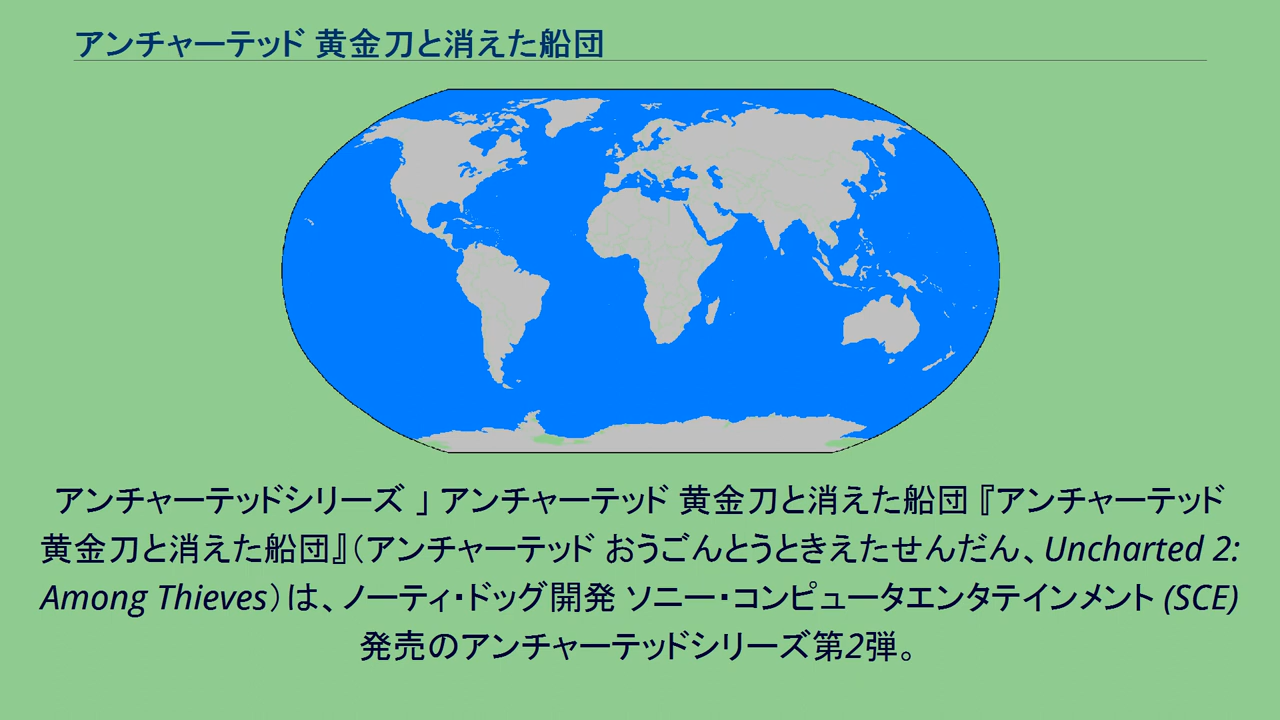 アンチャーテッド 黄金刀と消えた船団
アンチャーテッドシリーズ 」 アンチャーテッド 黄金刀と消えた船団 『アンチャーテッド
黄金刀と消えた船団』（アンチャーテッド おうごんとうときえたせんだん、Uncharted 2:
Among Thieves）は、ノーティ・ドッグ開発 ソニー・コンピュータエンタテインメント (SCE)
発売のアンチャーテッドシリーズ第2弾。